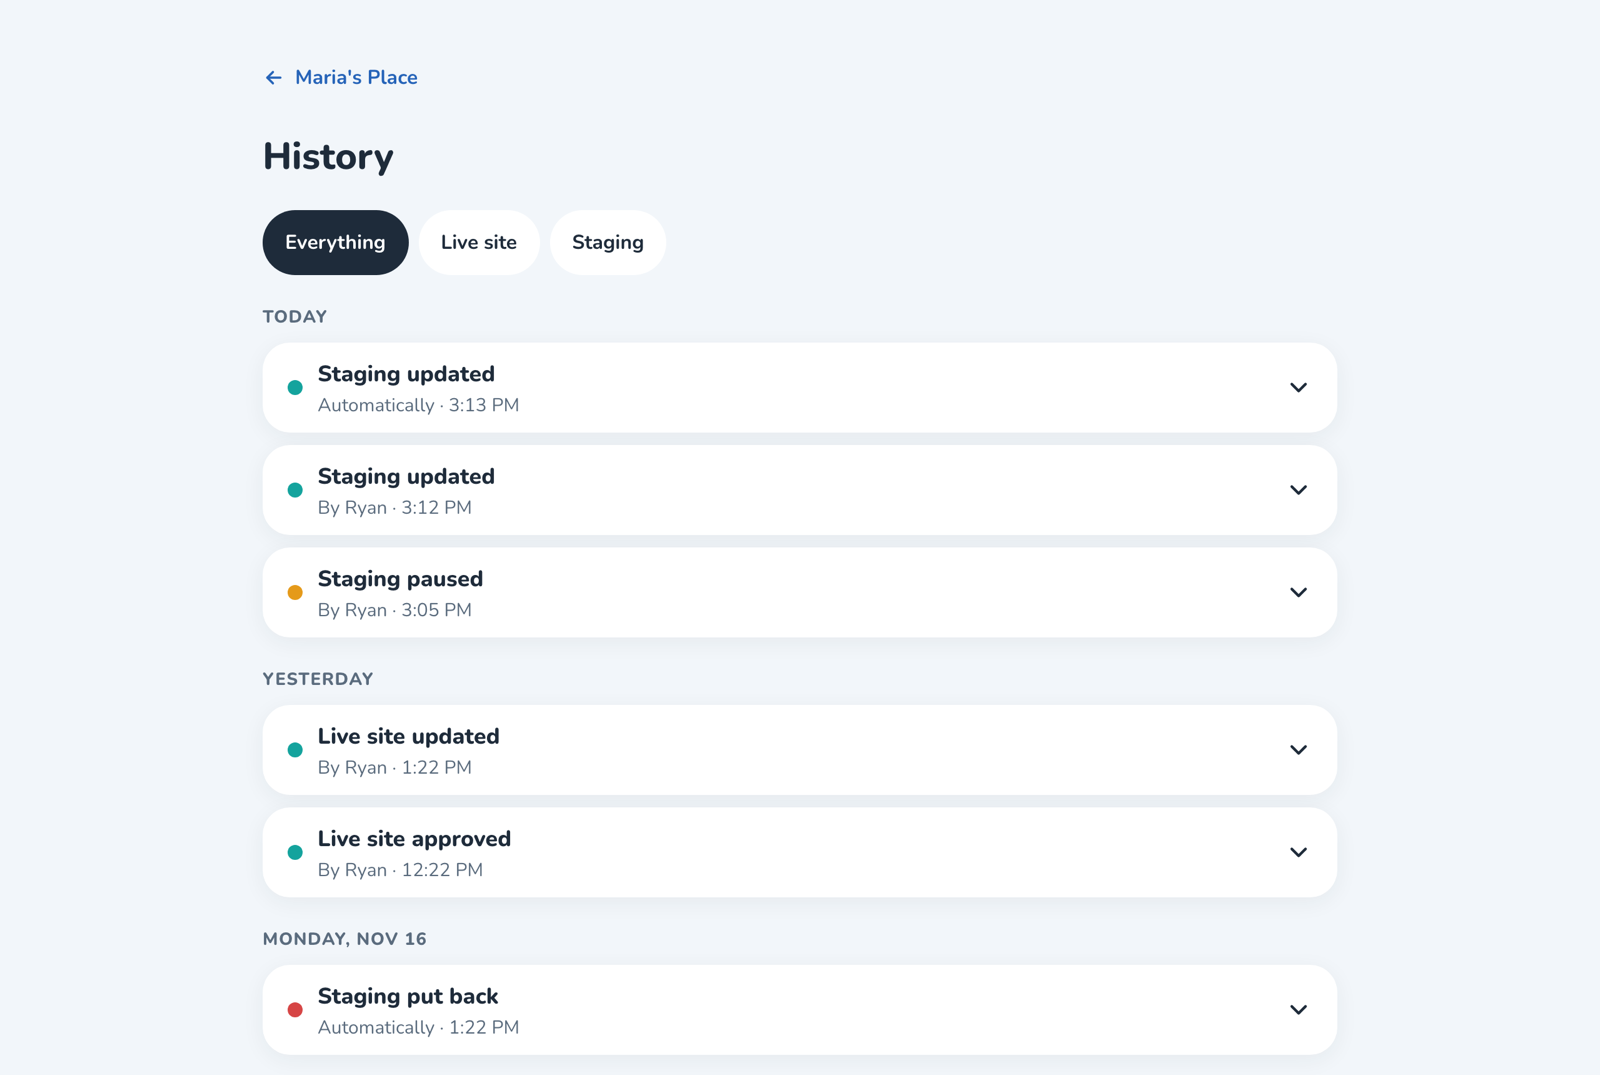 Maria's Place
History
Everything
Live site
Staging
TODAY
Staging updated
Automatically · 3:13 PM
Staging updated
By Ryan · 3:12 PM
Staging paused
By Ryan · 3:05 PM
YESTERDAY
Live site updated
By Ryan · 1:22 PM
Live site approved
By Ryan · 12:22 PM
MONDAY, NOV 16
Staging put back
Automatically · 1:22 PM